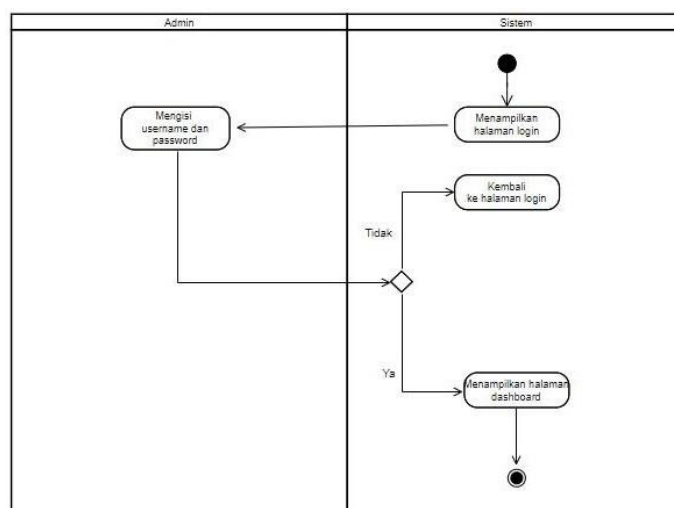 Admin
Sistem
Mengisi
username dan
password
Menampilkan
halaman login
Kembali
ke halaman login
Tidak
Ya
Menampilkan halaman
dashboard